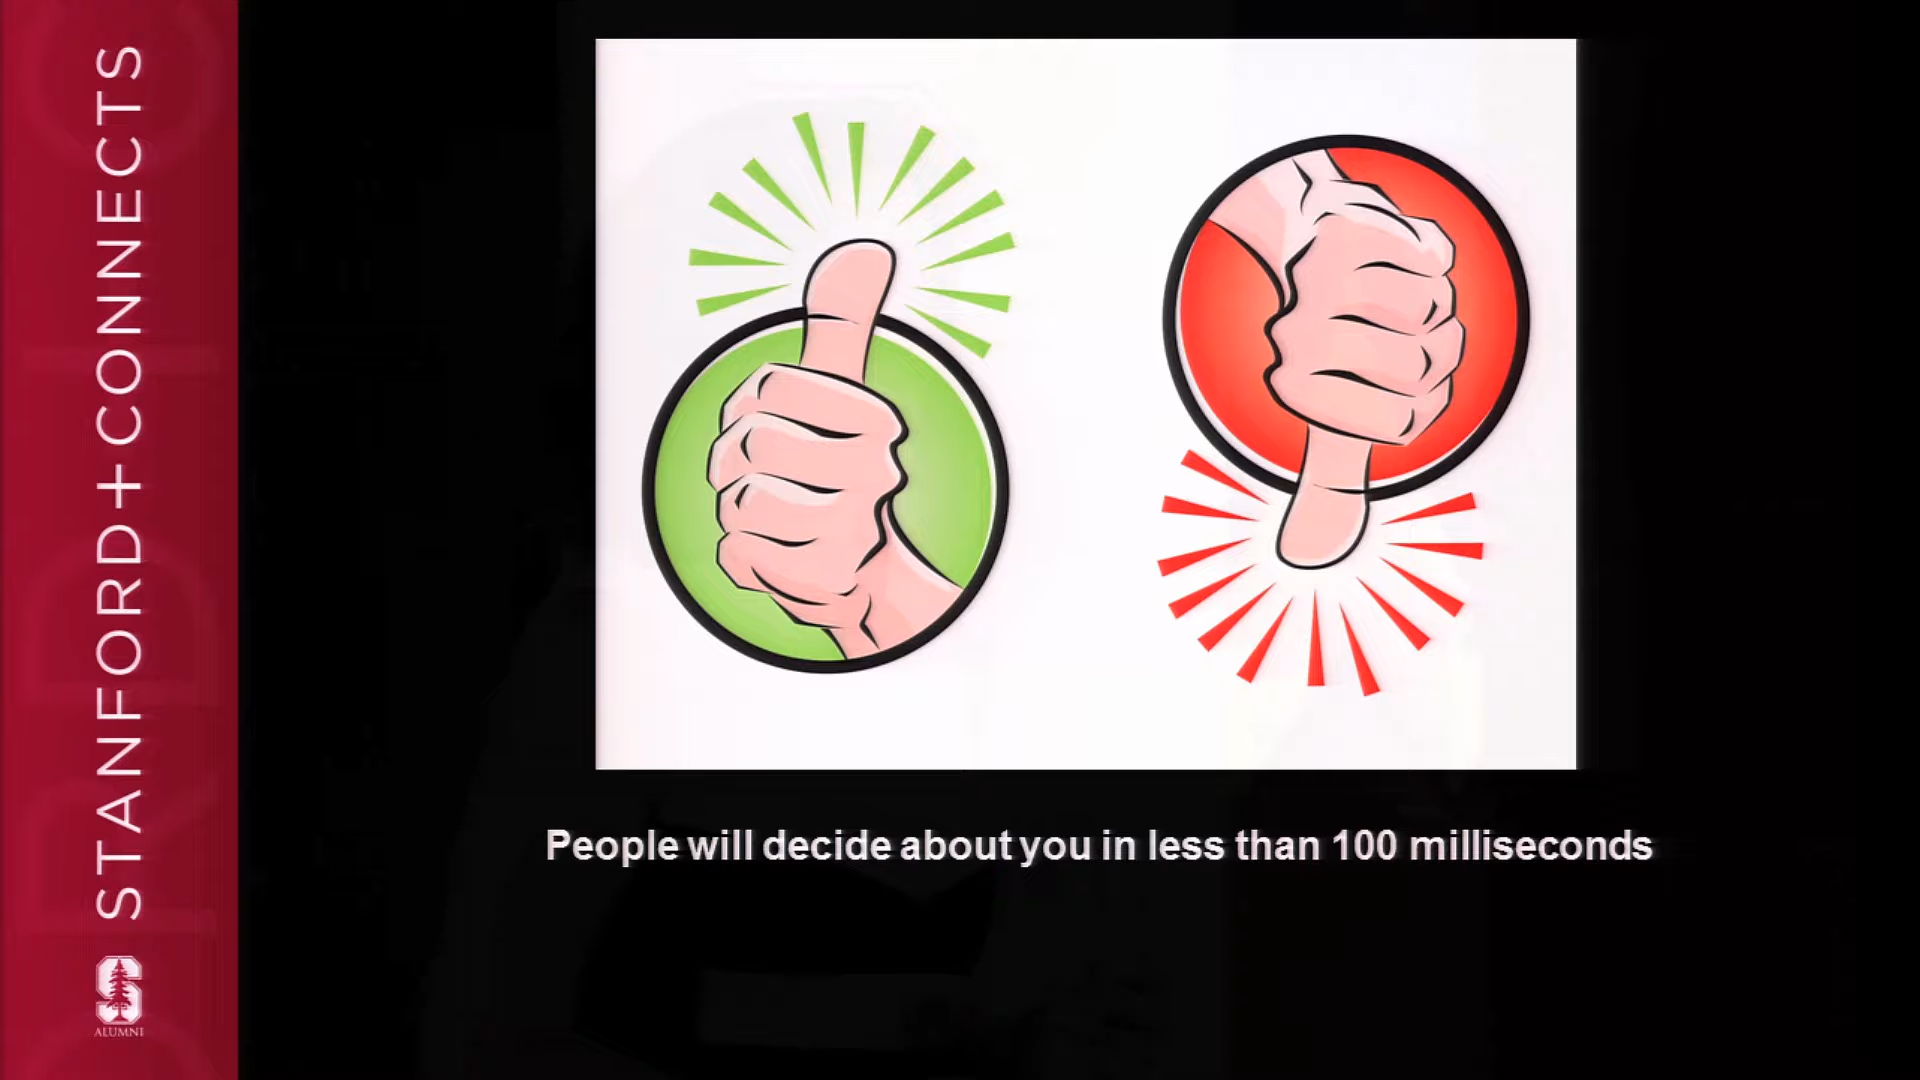 STANFORD+CONNECTS
ALUMNI
People will decide about you in less than 100 milliseconds